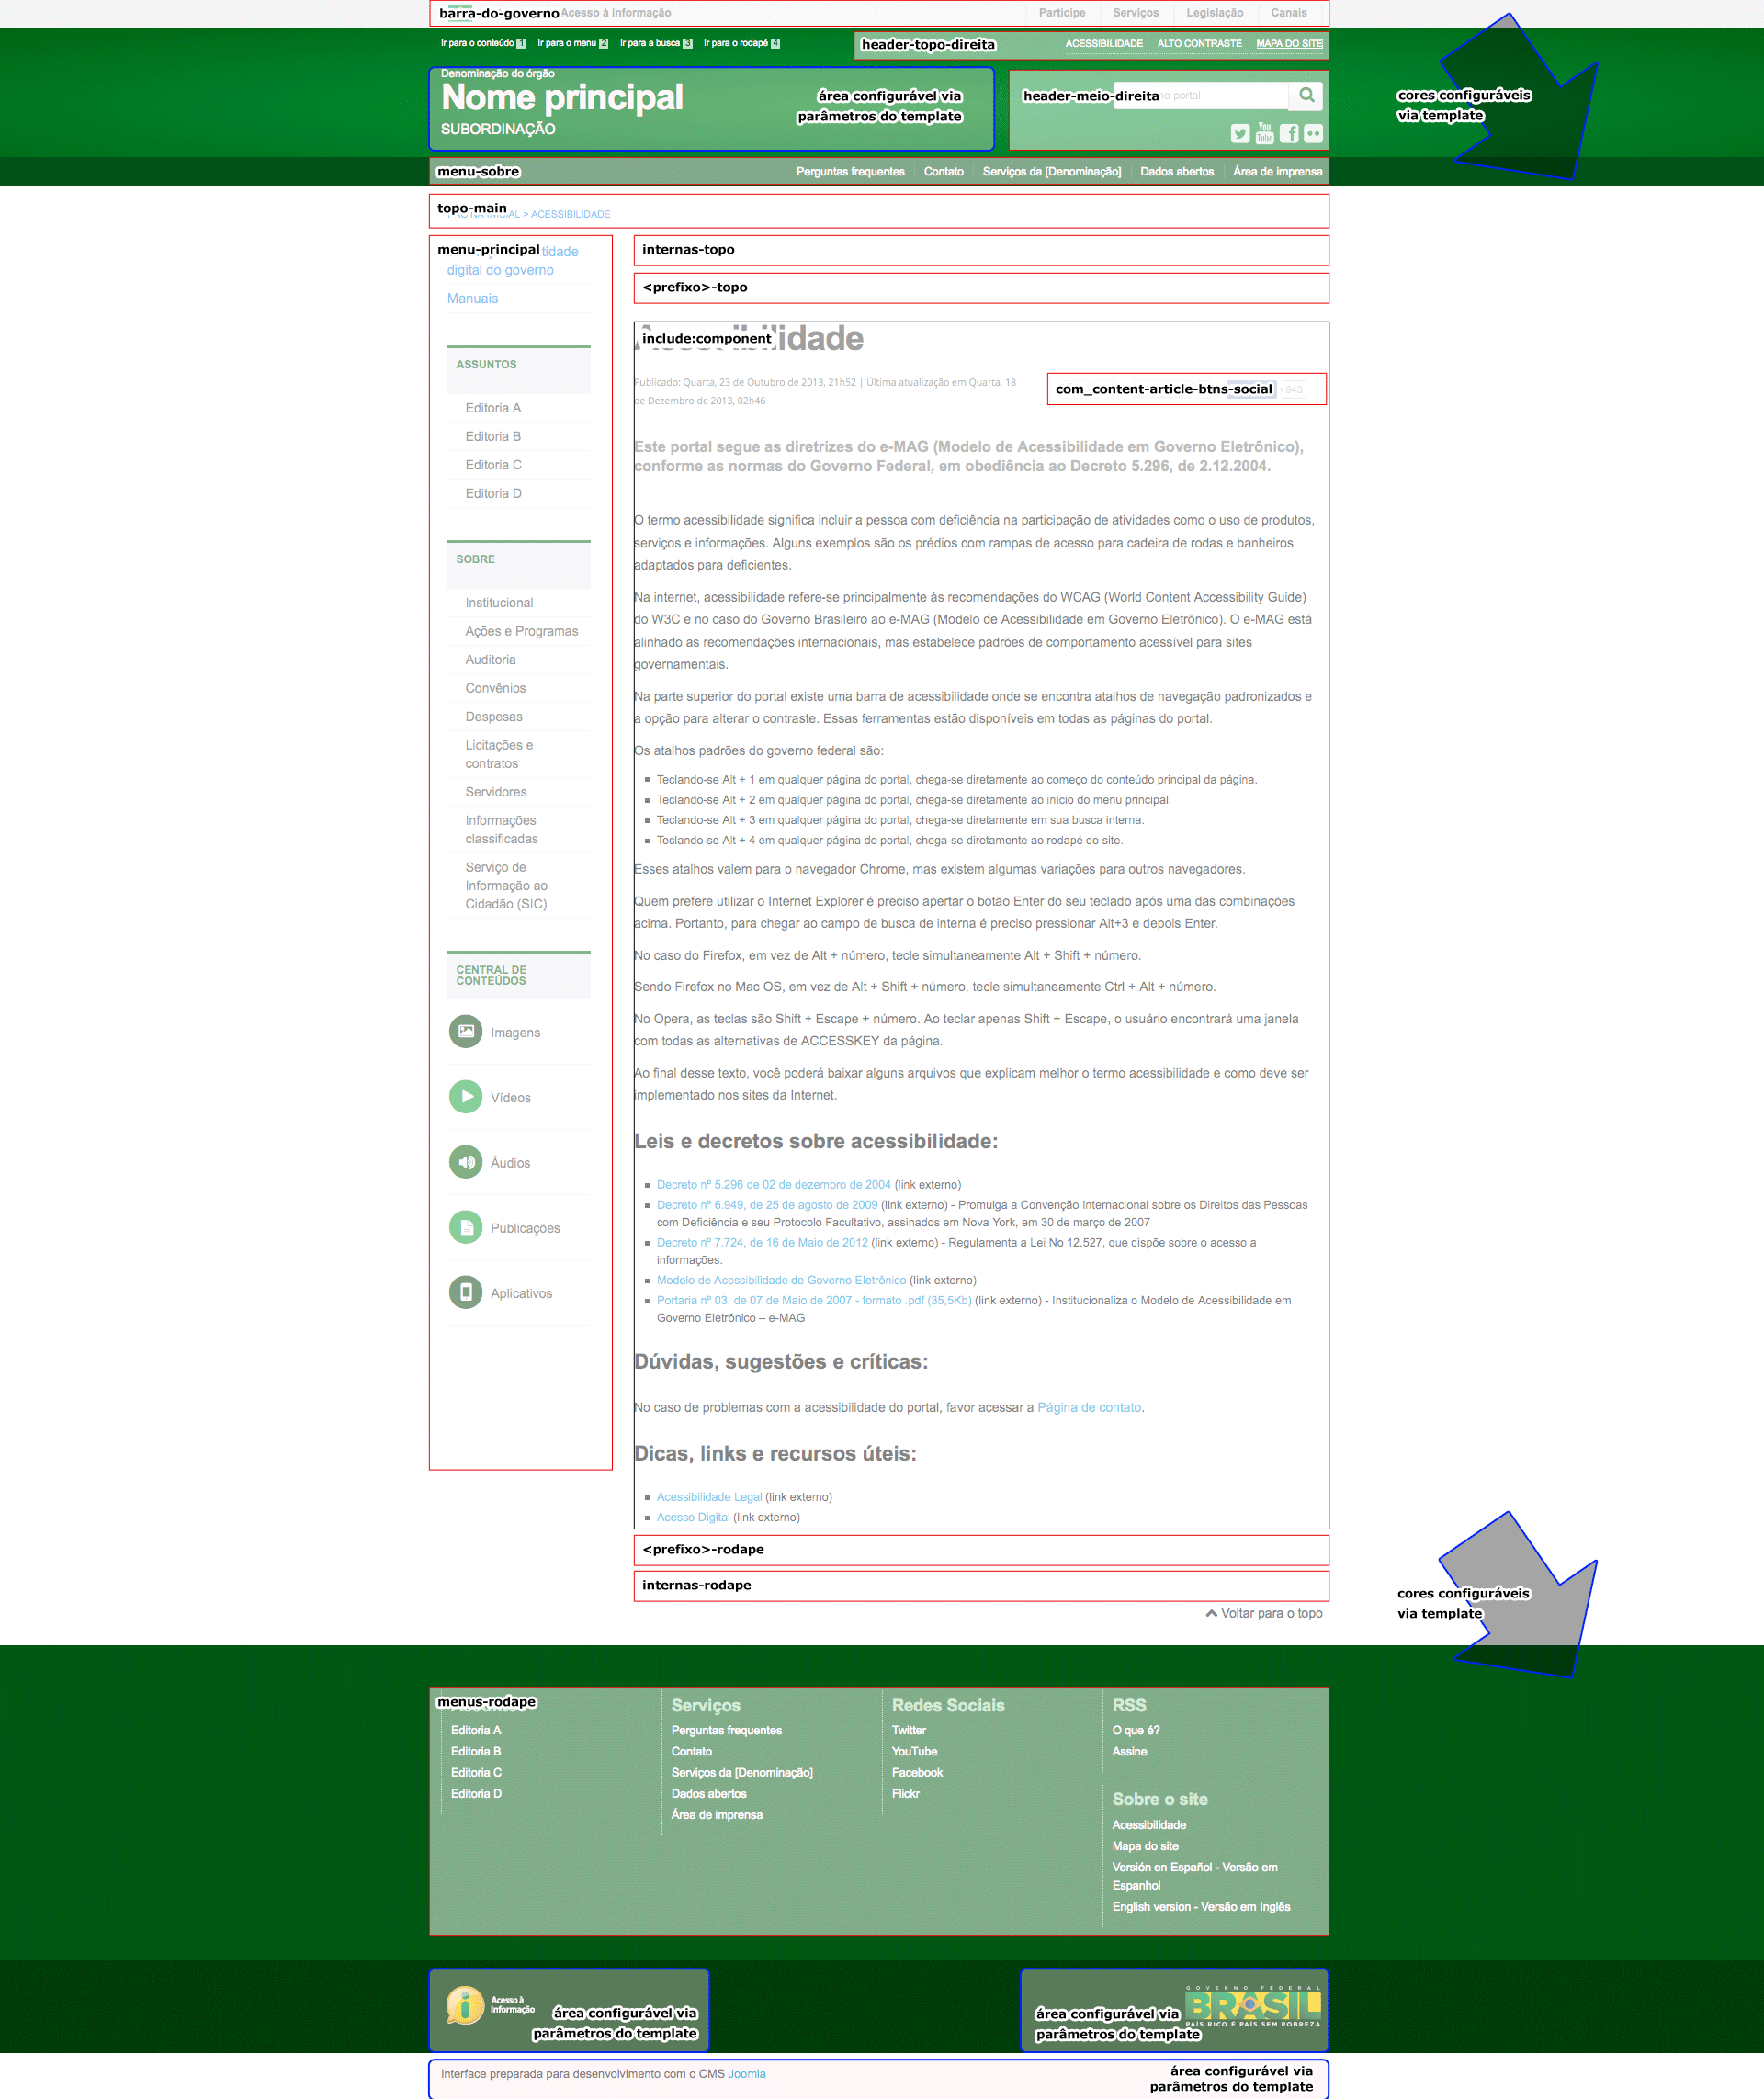 barra-do-governo Acesso à informação Participe Serviços Legislação Canais
Ir para o conteúdo 1 Ir para o menu 2 Ir para a busca 3 Ir para o rodapé 4
header-topo-direita ACESSIBILIDADE ALTO CONTRASTE MAPA DO SITE
Denominação do órgão
Nome principal
SUBORDINAÇÃO
área configurável via
parâmetros do template
header-meio-direita no portal
You
Tube
cores configuráveis
via template
menu-sobre Perguntas frequentes Contato Serviços da [Denominação] Dados abertos Área de imprensa
topo-main
> ACESSIBILIDADE
menu-principal tidade
digital do governo
Manuais
ASSUNTOS
Editoria A
Editoria B
Editoria C
Editoria D
SOBRE
Institucional
Ações e Programas
Auditoria
Convênios
Despesas
Licitações e
contratos
Servidores
Informações
classificadas
Serviço de
Informação ao
Cidadão (SIC)
CENTRAL DE
CONTEÚDOS
Imagens
Vídeos
Áudios
Publicações
Aplicativos
internas-topo
<prefixo>-topo
include:component
Acessibilidade
Publicado: Quarta, 23 de Outubro de 2013, 21h52 | Última atualização em Quarta, 18
de Dezembro de 2013, 02h46
com_content-article-btns-social 943
Este portal segue as diretrizes do e-MAG (Modelo de Acessibilidade em Governo Eletrônico),
conforme as normas do Governo Federal, em obediência ao Decreto 5.296, de 2.12.2004.
O termo acessibilidade significa incluir a pessoa com deficiência na participação de atividades como o uso de produtos,
serviços e informações. Alguns exemplos são os prédios com rampas de acesso para cadeira de rodas e banheiros
adaptados para deficientes.
Na internet, acessibilidade refere-se principalmente às recomendações do WCAG (World Content Accessibility Guide)
do W3C e no caso do Governo Brasileiro ao e-MAG (Modelo de Acessibilidade em Governo Eletrônico). O e-MAG está
alinhado as recomendações internacionais, mas estabelece padrões de comportamento acessível para sites
governamentais.
Na parte superior do portal existe uma barra de acessibilidade onde se encontra atalhos de navegação padronizados e
a opção para alterar o contraste. Essas ferramentas estão disponíveis em todas as páginas do portal.
Os atalhos padrões do governo federal são:
Teclando-se Alt + 1 em qualquer página do portal, chega-se diretamente ao começo do conteúdo principal da página.
Teclando-se Alt + 2 em qualquer página do portal, chega-se diretamente ao início do menu principal.
Teclando-se Alt + 3 em qualquer página do portal, chega-se diretamente em sua busca interna.
Teclando-se Alt + 4 em qualquer página do portal, chega-se diretamente ao rodapé do site.
Esses atalhos valem para o navegador Chrome, mas existem algumas variações para outros navegadores.
Quem prefere utilizar o Internet Explorer é preciso apertar o botão Enter do seu teclado após uma das combinações
acima. Portanto, para chegar ao campo de busca de interna é preciso pressionar Alt+3 e depois Enter.
No caso do Firefox, em vez de Alt + número, tecle simultaneamente Alt + Shift + número.
Sendo Firefox no Mac OS, em vez de Alt + Shift + número, tecle simultaneamente Ctrl + Alt + número.
No Opera, as teclas são Shift + Escape + número. Ao teclar apenas Shift + Escape, o usuário encontrará uma janela
com todas as alternativas de ACCESSKEY da página.
Ao final desse texto, você poderá baixar alguns arquivos que explicam melhor o termo acessibilidade e como deve ser
implementado nos sites da Internet.
Leis e decretos sobre acessibilidade:
Decreto nº 5.296 de 02 de dezembro de 2004 (link externo)
Decreto nº 6.949, de 25 de agosto de 2009 (link externo) - Promulga a Convenção Internacional sobre os Direitos das Pessoas
com Deficiência e seu Protocolo Facultativo, assinados em Nova York, em 30 de março de 2007
Decreto nº 7.724, de 16 de Maio de 2012 (link externo) - Regulamenta a Lei No 12.527, que dispõe sobre o acesso a
informações.
Modelo de Acessibilidade de Governo Eletrônico (link externo)
Portaria nº 03, de 07 de Maio de 2007 - formato .pdf (35,5Kb) (link externo) - Institucionaliza o Modelo de Acessibilidade em
Governo Eletrônico – e-MAG
Dúvidas, sugestões e críticas:
No caso de problemas com a acessibilidade do portal, favor acessar a Página de contato.
Dicas, links e recursos úteis:
Acessibilidade Legal (link externo)
Acesso Digital (link externo)
<prefixo>-rodape
internas-rodape
Voltar para o topo
cores configuráveis
via template
menus-rodape
Editoria A
Editoria B
Editoria C
Editoria D
Serviços
Perguntas frequentes
Contato
Serviços da [Denominação]
Dados abertos
Área de imprensa
Redes Sociais
Twitter
YouTube
Facebook
Flickr
RSS
O que é?
Assine
Sobre o site
Acessibilidade
Mapa do site
Versión en Español - Versão em
Espanhol
English version - Versão em Inglês
Acesso à
Informação
área configurável via
parâmetros do template
GOVERNO FEDERAL
BRASIL
PAÍS RICO É PAÍS SEM POBREZA
área configurável via
parâmetros do template
Interface preparada para desenvolvimento com o CMS Joomla
área configurável via
parâmetros do template